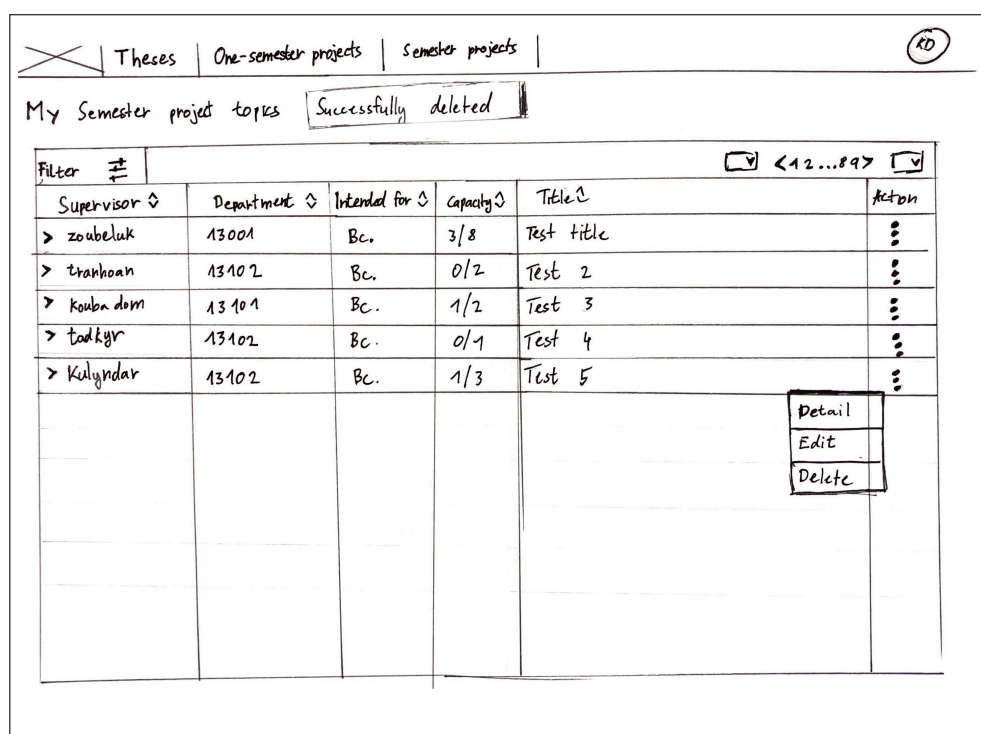 Theses One-semester projects Semester projects KD
My Semester project topics Successfully deleted
Filter <12...89>
Supervisor Department Intended for Capacity Title Action
> zoubeluk 13001 Bc. 3/8 Test title
> tranhoan 13102 Bc. 0/2 Test 2
> Koubadom 13101 Bc. 1/2 Test 3
> todkyr 13102 Bc. 0/1 Test 4
> Kulyndar 13102 Bc. 1/3 Test 5
Detail
Edit
Delete